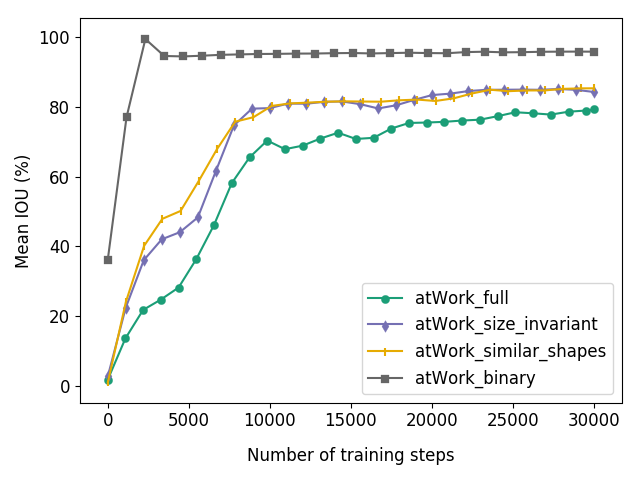 100
80
60
40
20
0
Mean IOU (%)
atWork_full
atWork_size_invariant
atWork_similar_shapes
atWork_binary
0 5000 10000 15000 20000 25000 30000
Number of training steps